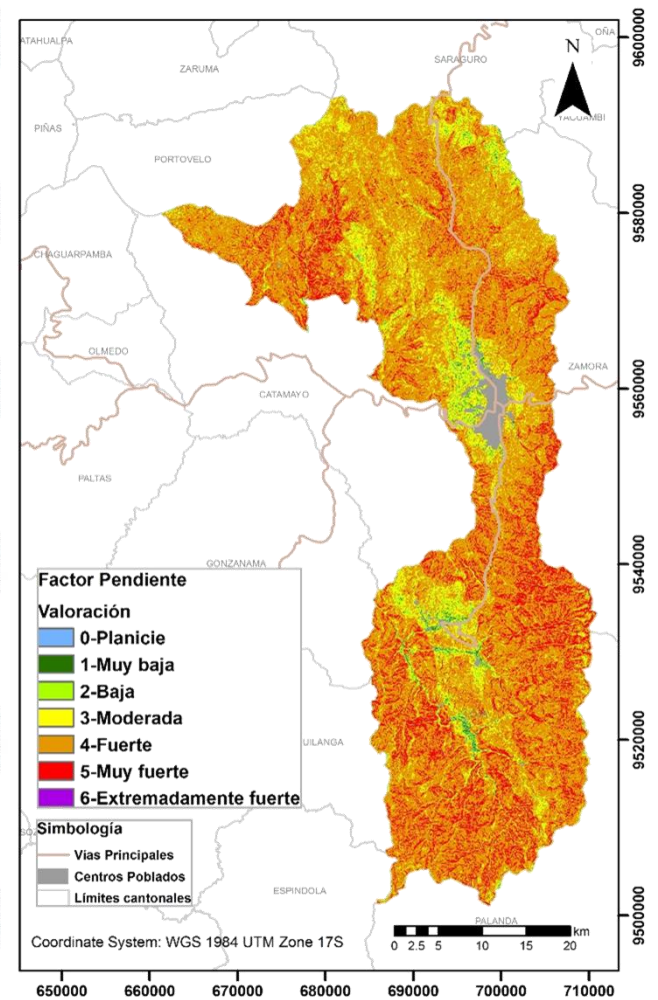 ATAHUALPA
OÑA
N
SARAGURO
ZARUMA
YACUAMBI
PIÑAS
PORTOVELO
CHAGUARPAMBA
OLMEDO
ZAMORA
CATAMAYO
PALTAS
GONZANAMA
Factor Pendiente
Valoración
0-Planicie
1-Muy baja
2-Baja
3-Moderada
4-Fuerte
5-Muy fuerte
6-Extremadamente fuerte
UILANGA
Simbología
SOZ
Vias Principales
Centros Poblados
Límites cantonales
ESPINDOLA
PALANDA
km
0 2.5 5 10 15 20
Coordinate System: WGS 1984 UTM Zone 17S
9600000
9580000
9560000
9540000
9520000
9500000
650000 660000 670000 680000 690000 700000 710000